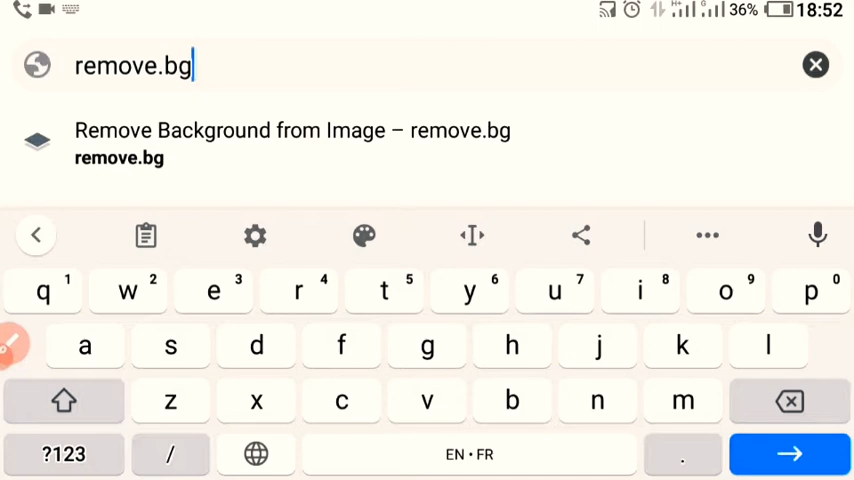 36% 18:52
remove.bg
Remove Background from Image – remove.bg
remove.bg
q 1 w 2 e 3 r 4 t 5 y 6 u 7 i 8 o 9 p 0
a s d f g h j k l
z x c v b n m
?123 / EN • FR .